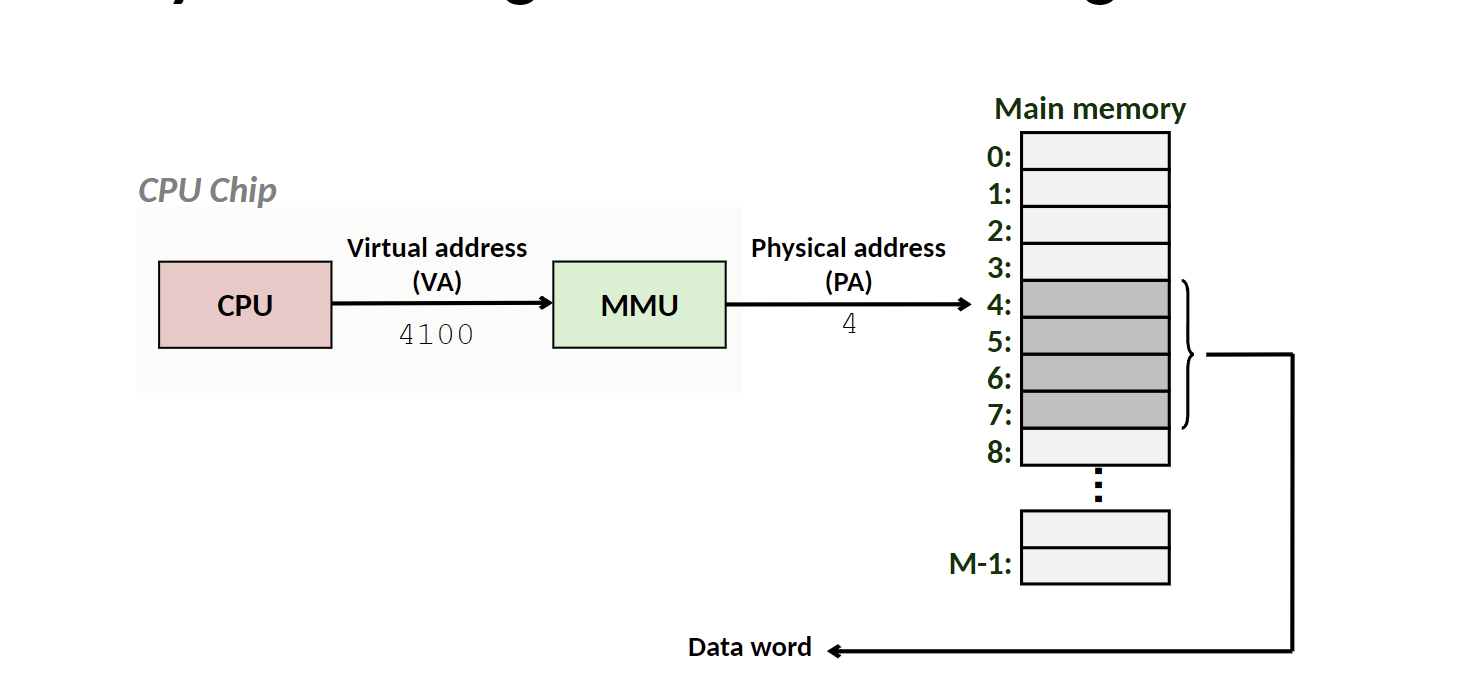 Main memory
0:
CPU Chip
1:
Virtual address
(VA)
Physical address
(PA)
2:
3:
CPU
MMU
4:
4100
4
5:
6:
7:
8:
M-1:
Data word